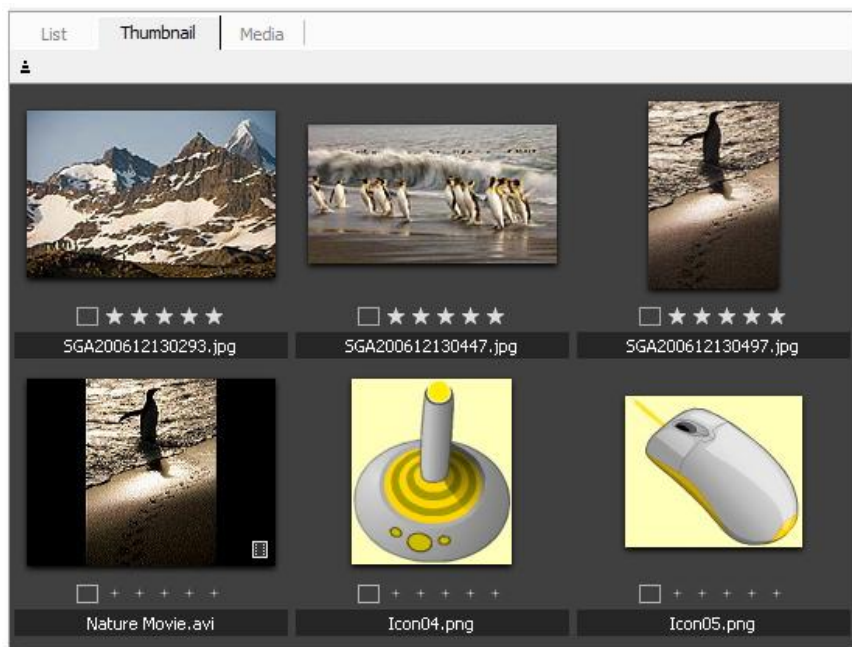 List
Thumbnail
Media
SGA200612130293.jpg
SGA200612130447.jpg
SGA200612130497.jpg
Nature Movie.avi
Icon04.png
Icon05.png